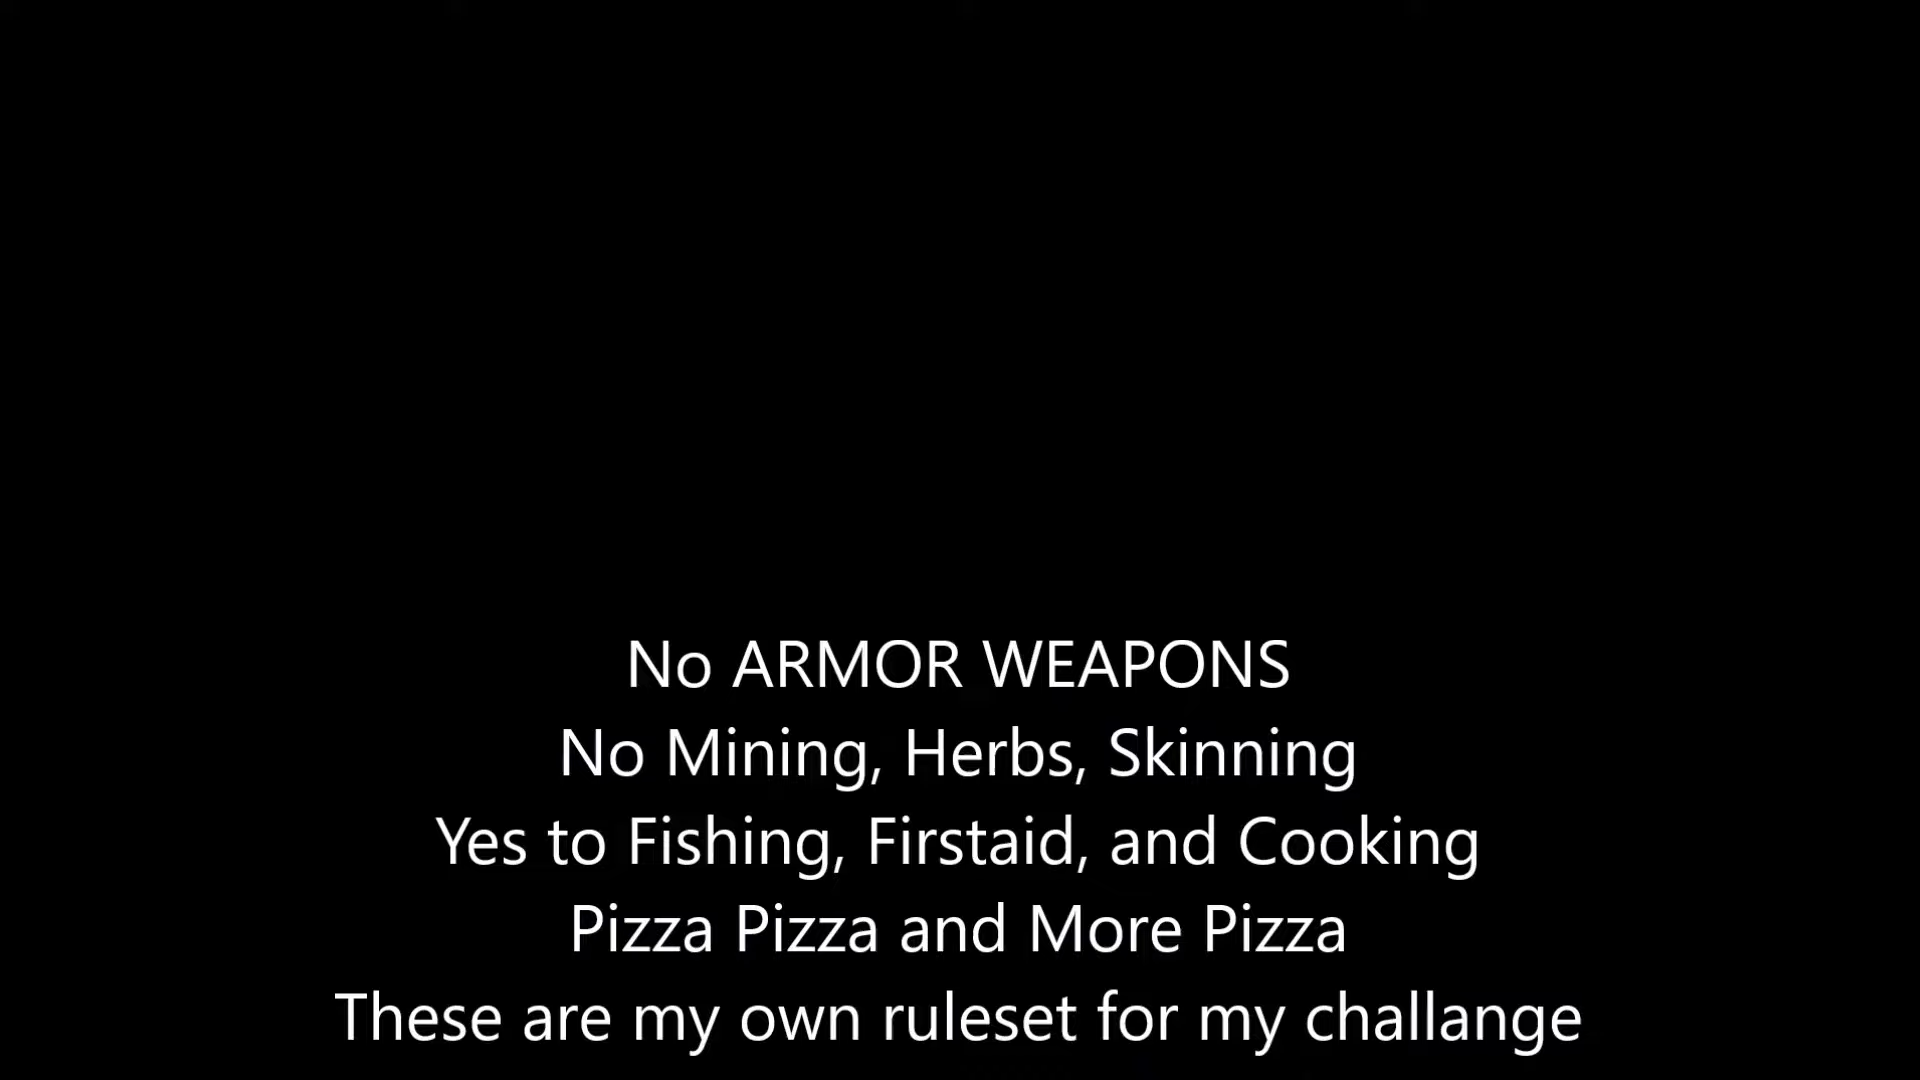 No ARMOR WEAPONS
No Mining, Herbs, Skinning
Yes to Fishing, Firstaid, and Cooking
Pizza Pizza and More Pizza
These are my own ruleset for my challange